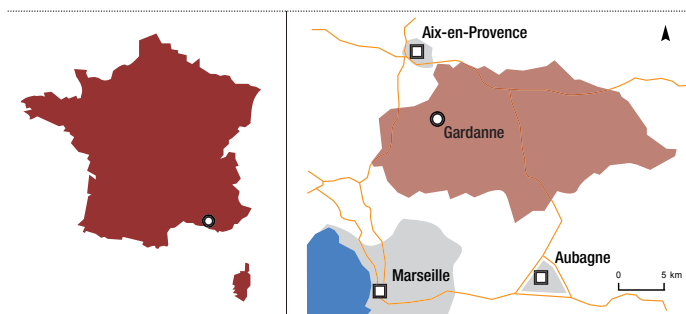 Aix-en-Provence
Gardanne
Aubagne
Marseille
0 5 km